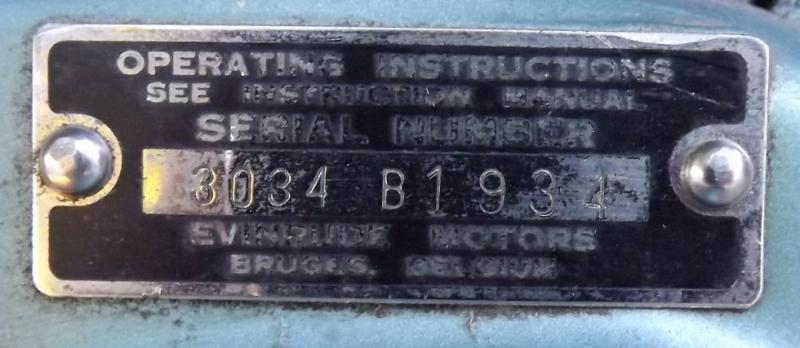 OPERATING INSTRUCTIONS
SEE INSTRUCTION MANUAL
SERIAL NUMBER
3034 B1934
EVINRUDE MOTORS
BRUGES, BELGIUM